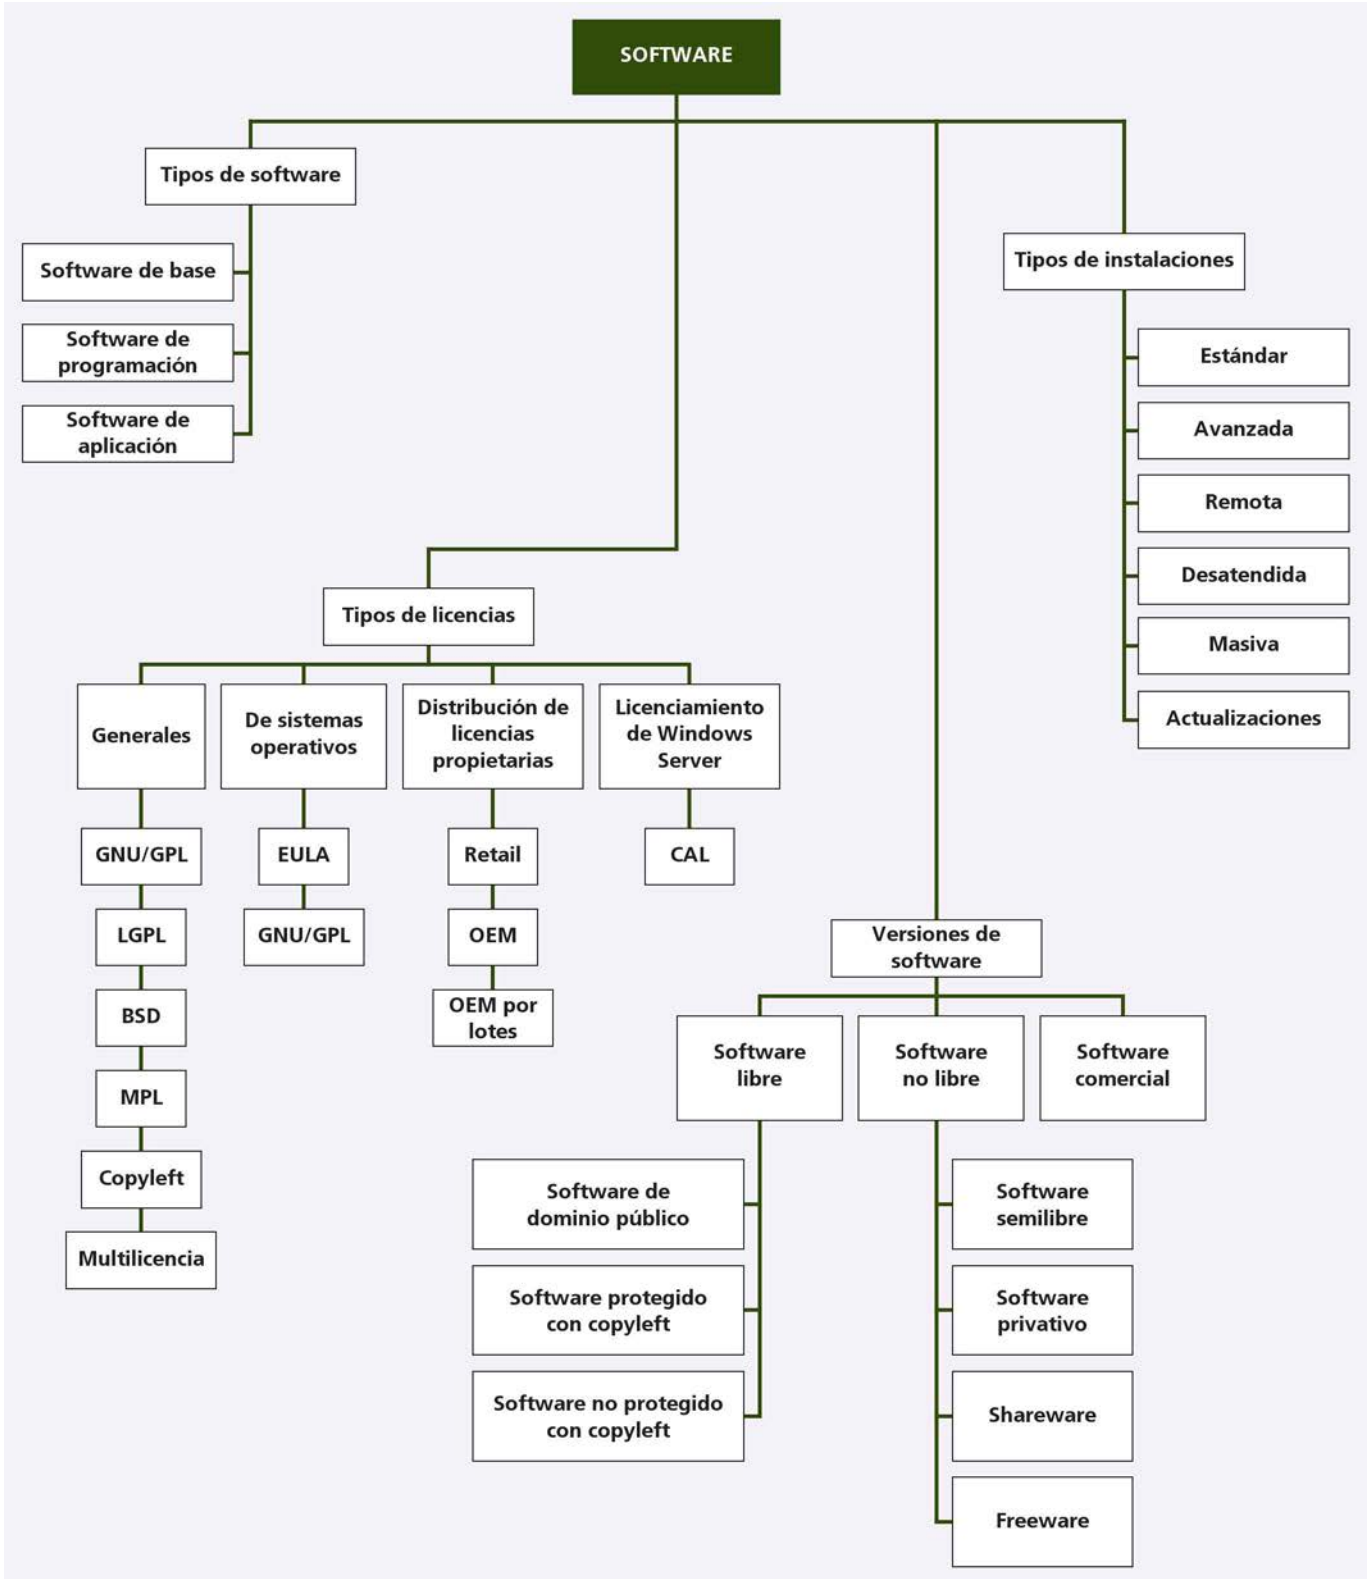 SOFTWARE
Tipos de software
Software de base
Software de
programación
Software de
aplicación
Tipos de instalaciones
Estándar
Avanzada
Remota
Desatendida
Masiva
Actualizaciones
Tipos de licencias
Generales
GNU/GPL
LGPL
BSD
MPL
Copyleft
Multilicencia
De sistemas
operativos
EULA
GNU/GPL
Distribución de
licencias
propietarias
Retail
OEM
OEM por
lotes
Licenciamiento
de Windows
Server
CAL
Versiones de
software
Software
libre
Software de
dominio público
Software protegido
con copyleft
Software no protegido
con copyleft
Software
no libre
Software
semilibre
Software
privativo
Shareware
Freeware
Software
comercial